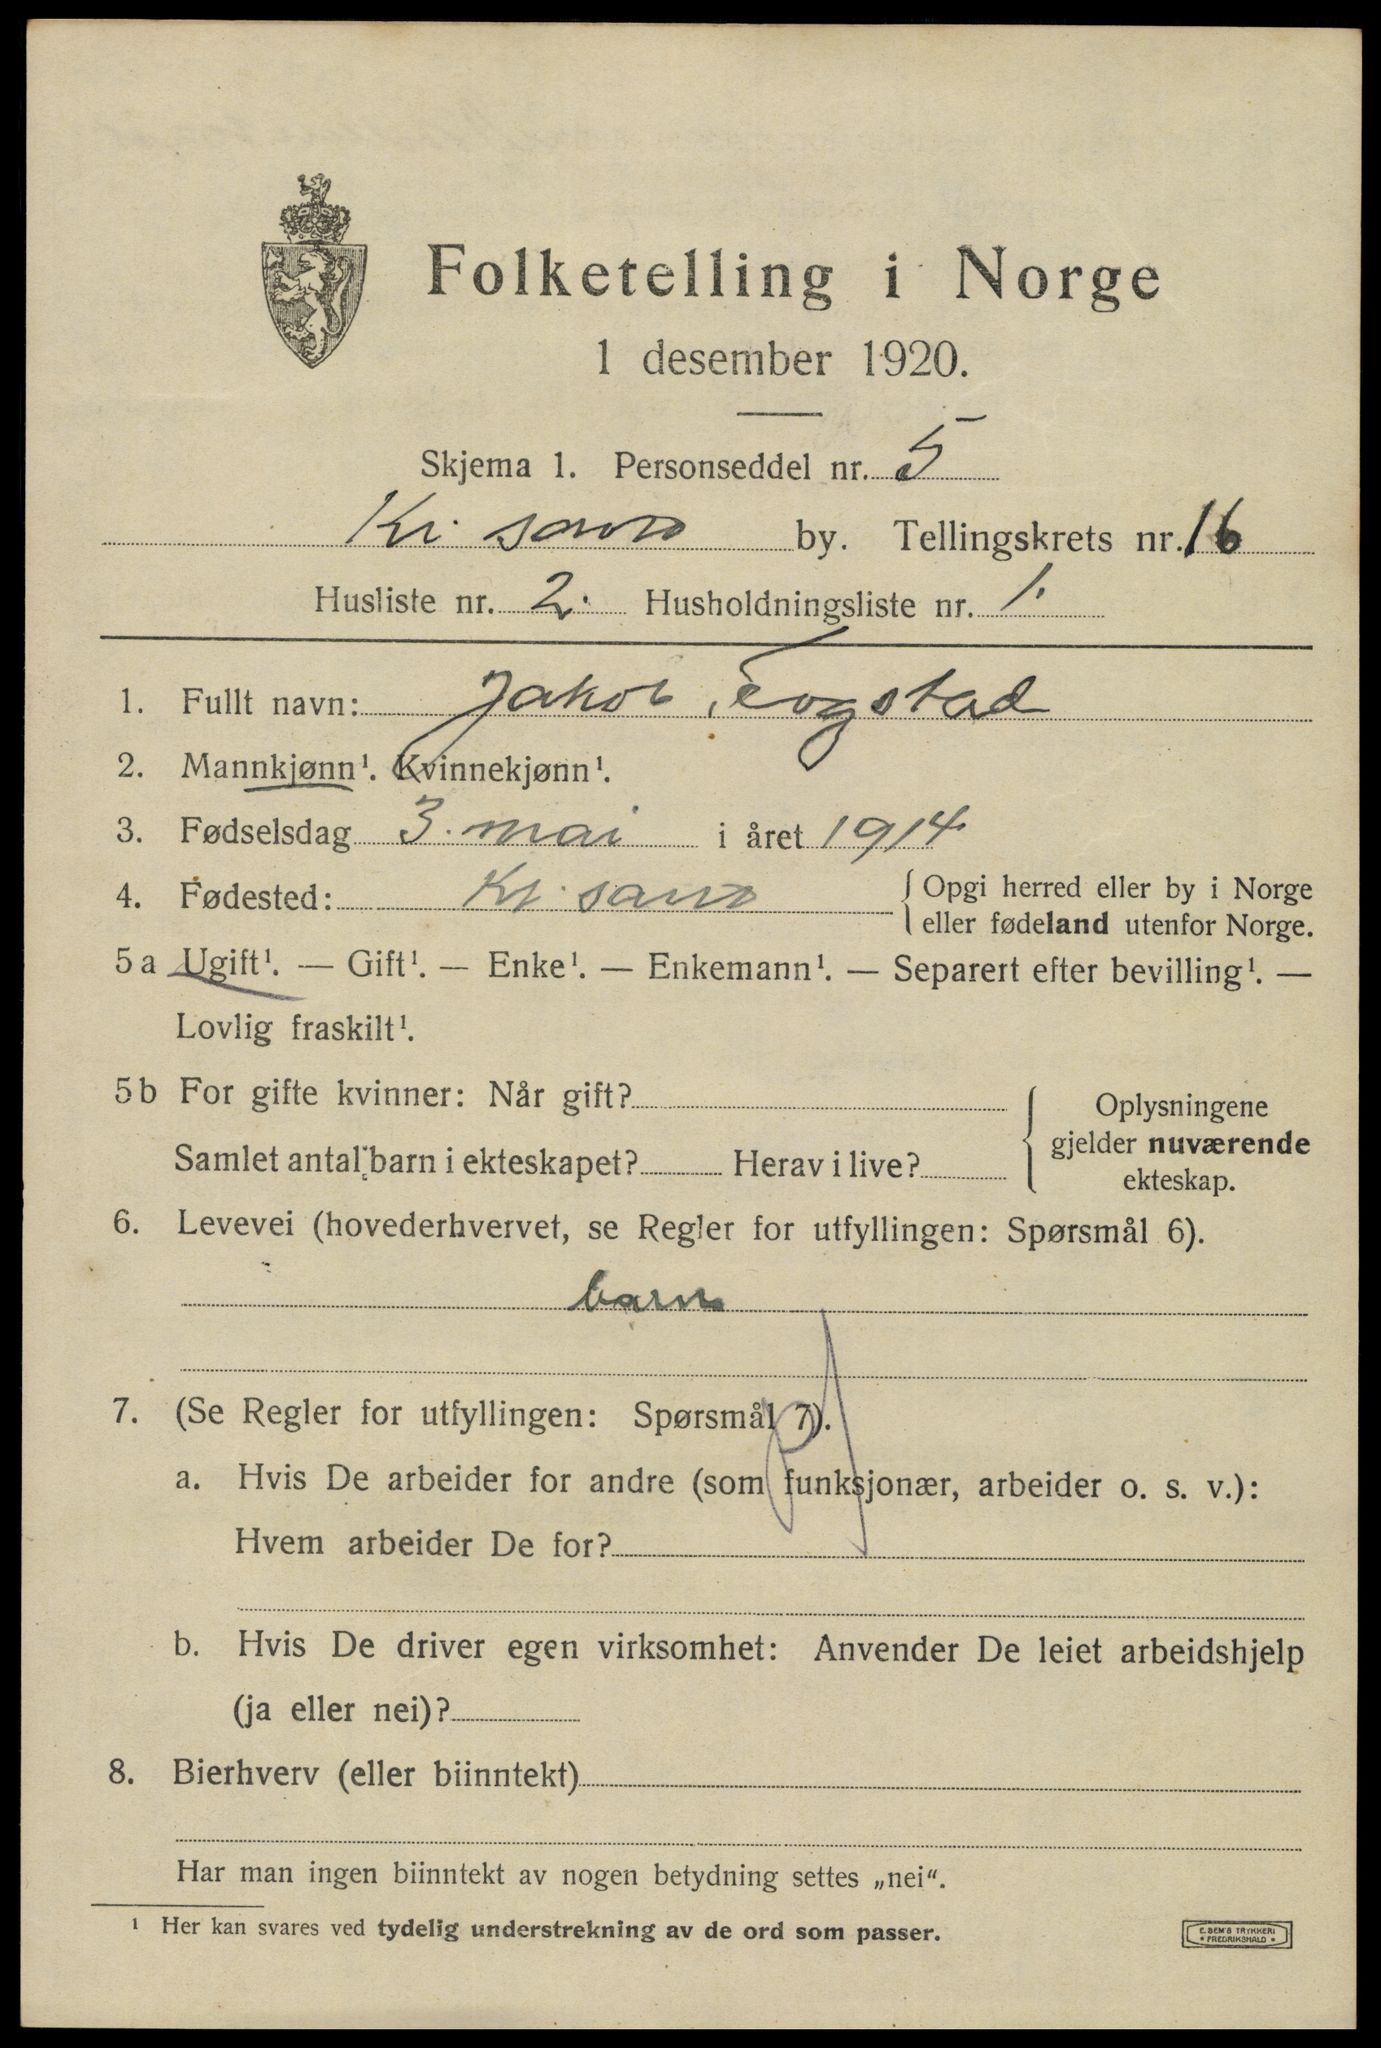 Folketelling i Norge
1 desember 1920.
Skjema 1. Personseddel nr. 5
Kr. sand by. Tellingskrets nr. 16
Husliste nr. 2. Husholdningsliste nr. 1.
1. Fullt navn: Jakob Fogstad
2. Mannkjønn¹. Kvinnekjønn¹.
3. Fødselsdag 3. mai i året 1914
4. Fødested: Kr. sand { Opgi herred eller by i Norge
eller fødeland utenfor Norge.
5a Ugift¹. — Gift¹. — Enke¹. — Enkemann¹. — Separert efter bevilling¹. —
Lovlig fraskilt¹.
5b For gifte kvinner: Når gift? { Oplysningene
gjelder nuværende
ekteskap.
Samlet antal barn i ekteskapet? Herav i live?
6. Levevei (hovederhvervet, se Regler for utfyllingen: Spørsmål 6).
barn
7. (Se Regler for utfyllingen: Spørsmål 7).
a. Hvis De arbeider for andre (som funksjonær, arbeider o. s. v.):
Hvem arbeider De for?
b. Hvis De driver egen virksomhet: Anvender De leiet arbeidshjelp
(ja eller nei)?
8. Bierhverv (eller biinntekt)
Har man ingen biinntekt av nogen betydning settes „nei“.
¹ Her kan svares ved tydelig understrekning av de ord som passer.
E. SEM'S TRYKKERI
* FREDRIKSHALD *